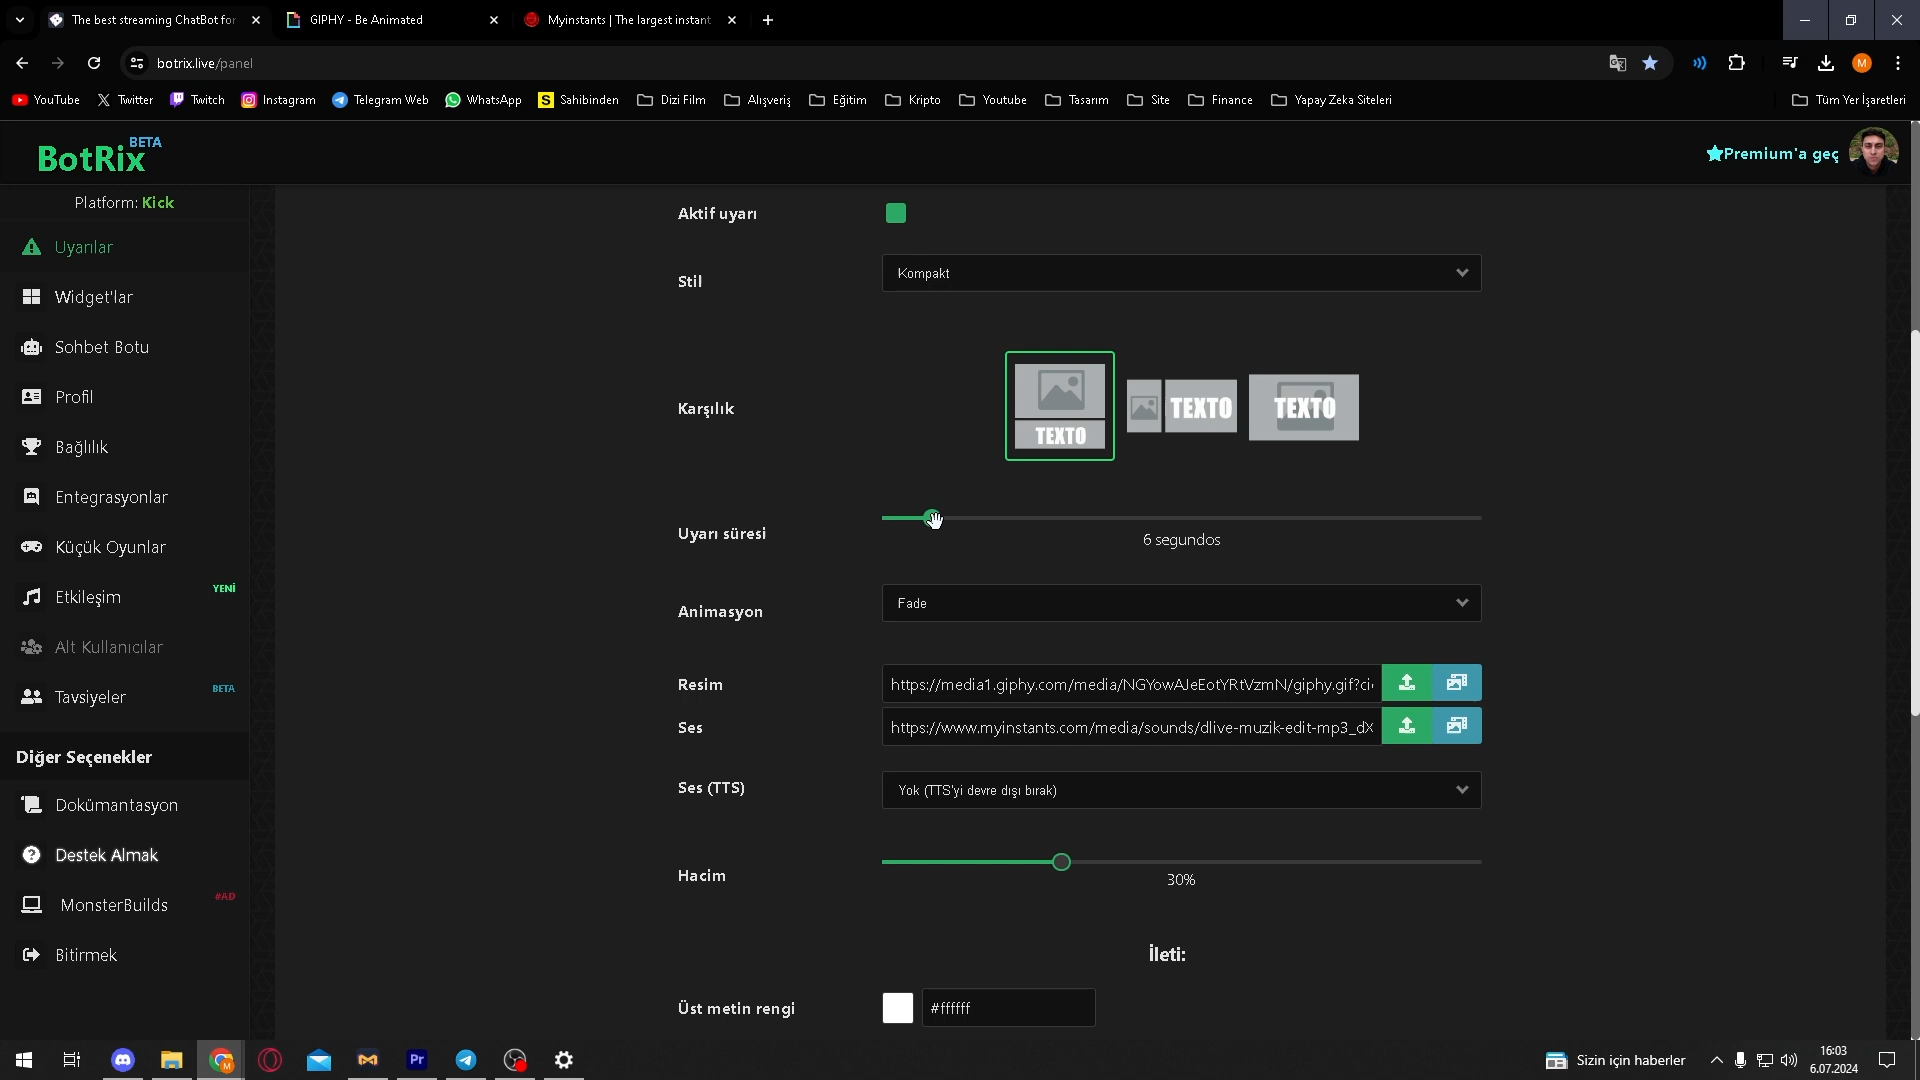 The best streaming ChatBot for
GIPHY - Be Animated
Myinstants | The largest instant
botrix.live/panel
YouTube
Twitter
Twitch
Instagram
Telegram Web
WhatsApp
Sahibinden
Dizi Film
Alışveriş
Eğitim
Kripto
Youtube
Tasarım
Site
Finance
Yapay Zeka Siteleri
Tüm Yer İşaretleri
BotRix BETA
Premium'a geç
Platform: Kick
Uyarılar
Widget'lar
Sohbet Botu
Profil
Bağlılık
Entegrasyonlar
Küçük Oyunlar
Etkileşim YENİ
Alt Kullanıcılar
Tavsiyeler BETA
Diğer Seçenekler
Dokümantasyon
Destek Almak
MonsterBuilds #AD
Bitirmek
Aktif uyarı
Stil
Kompakt
Karşılık
TEXTO
TEXTO
TEXTO
Uyarı süresi
6 segundos
Animasyon
Fade
Resim
https://media1.giphy.com/media/NGYowAJeEotYRtVzmN/giphy.gif?ci
Ses
https://www.myinstants.com/media/sounds/dlive-muzik-edit-mp3_dX
Ses (TTS)
Yok (TTS'yi devre dışı bırak)
Hacim
30%
İleti:
Üst metin rengi
#ffffff
Sizin için haberler
16:03
6.07.2024